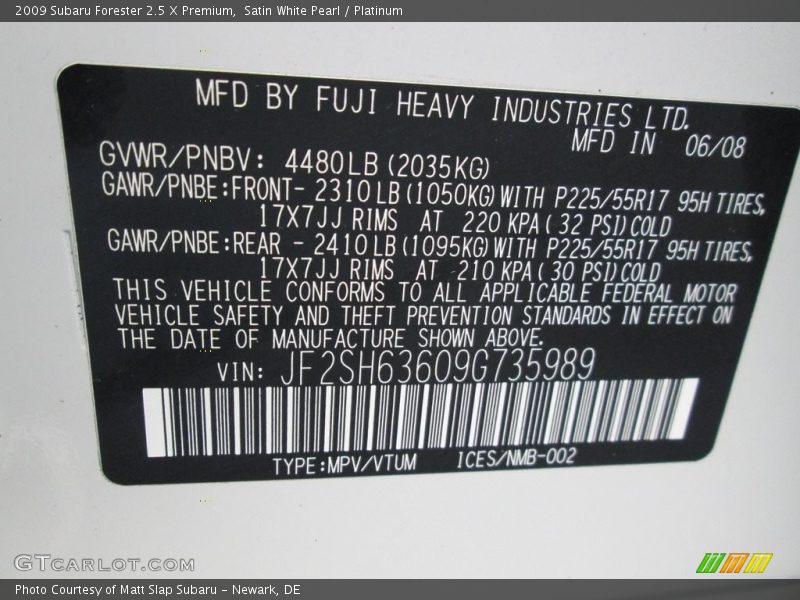 2009 Subaru Forester 2.5 X Premium,  Satin White Pearl / Platinum
MFD BY FUJI HEAVY INDUSTRIES LTD.
MFD IN 06/08
GVWR/PNBV: 4480LB (2035KG)
GAWR/PNBE:FRONT- 2310LB (1050KG) WITH P225/55R17 95H TIRES,
17X7JJ RIMS AT 220 KPA ( 32 PSI) COLD
GAWR/PNBE:REAR - 2410LB (1095KG) WITH P225/55R17 95H TIRES,
17X7JJ RIMS AT 210 KPA ( 30 PSI) COLD
THIS VEHICLE CONFORMS TO ALL APPLICABLE FEDERAL MOTOR
VEHICLE SAFETY AND THEFT PREVENTION STANDARDS IN EFFECT ON
THE DATE OF MANUFACTURE SHOWN ABOVE.
VIN: JF2SH63609G735989
TYPE:MPV/VTUM ICES/NMB-002
GTCARLOT.COM
Photo Courtesy of Matt Slap Subaru - Newark, DE